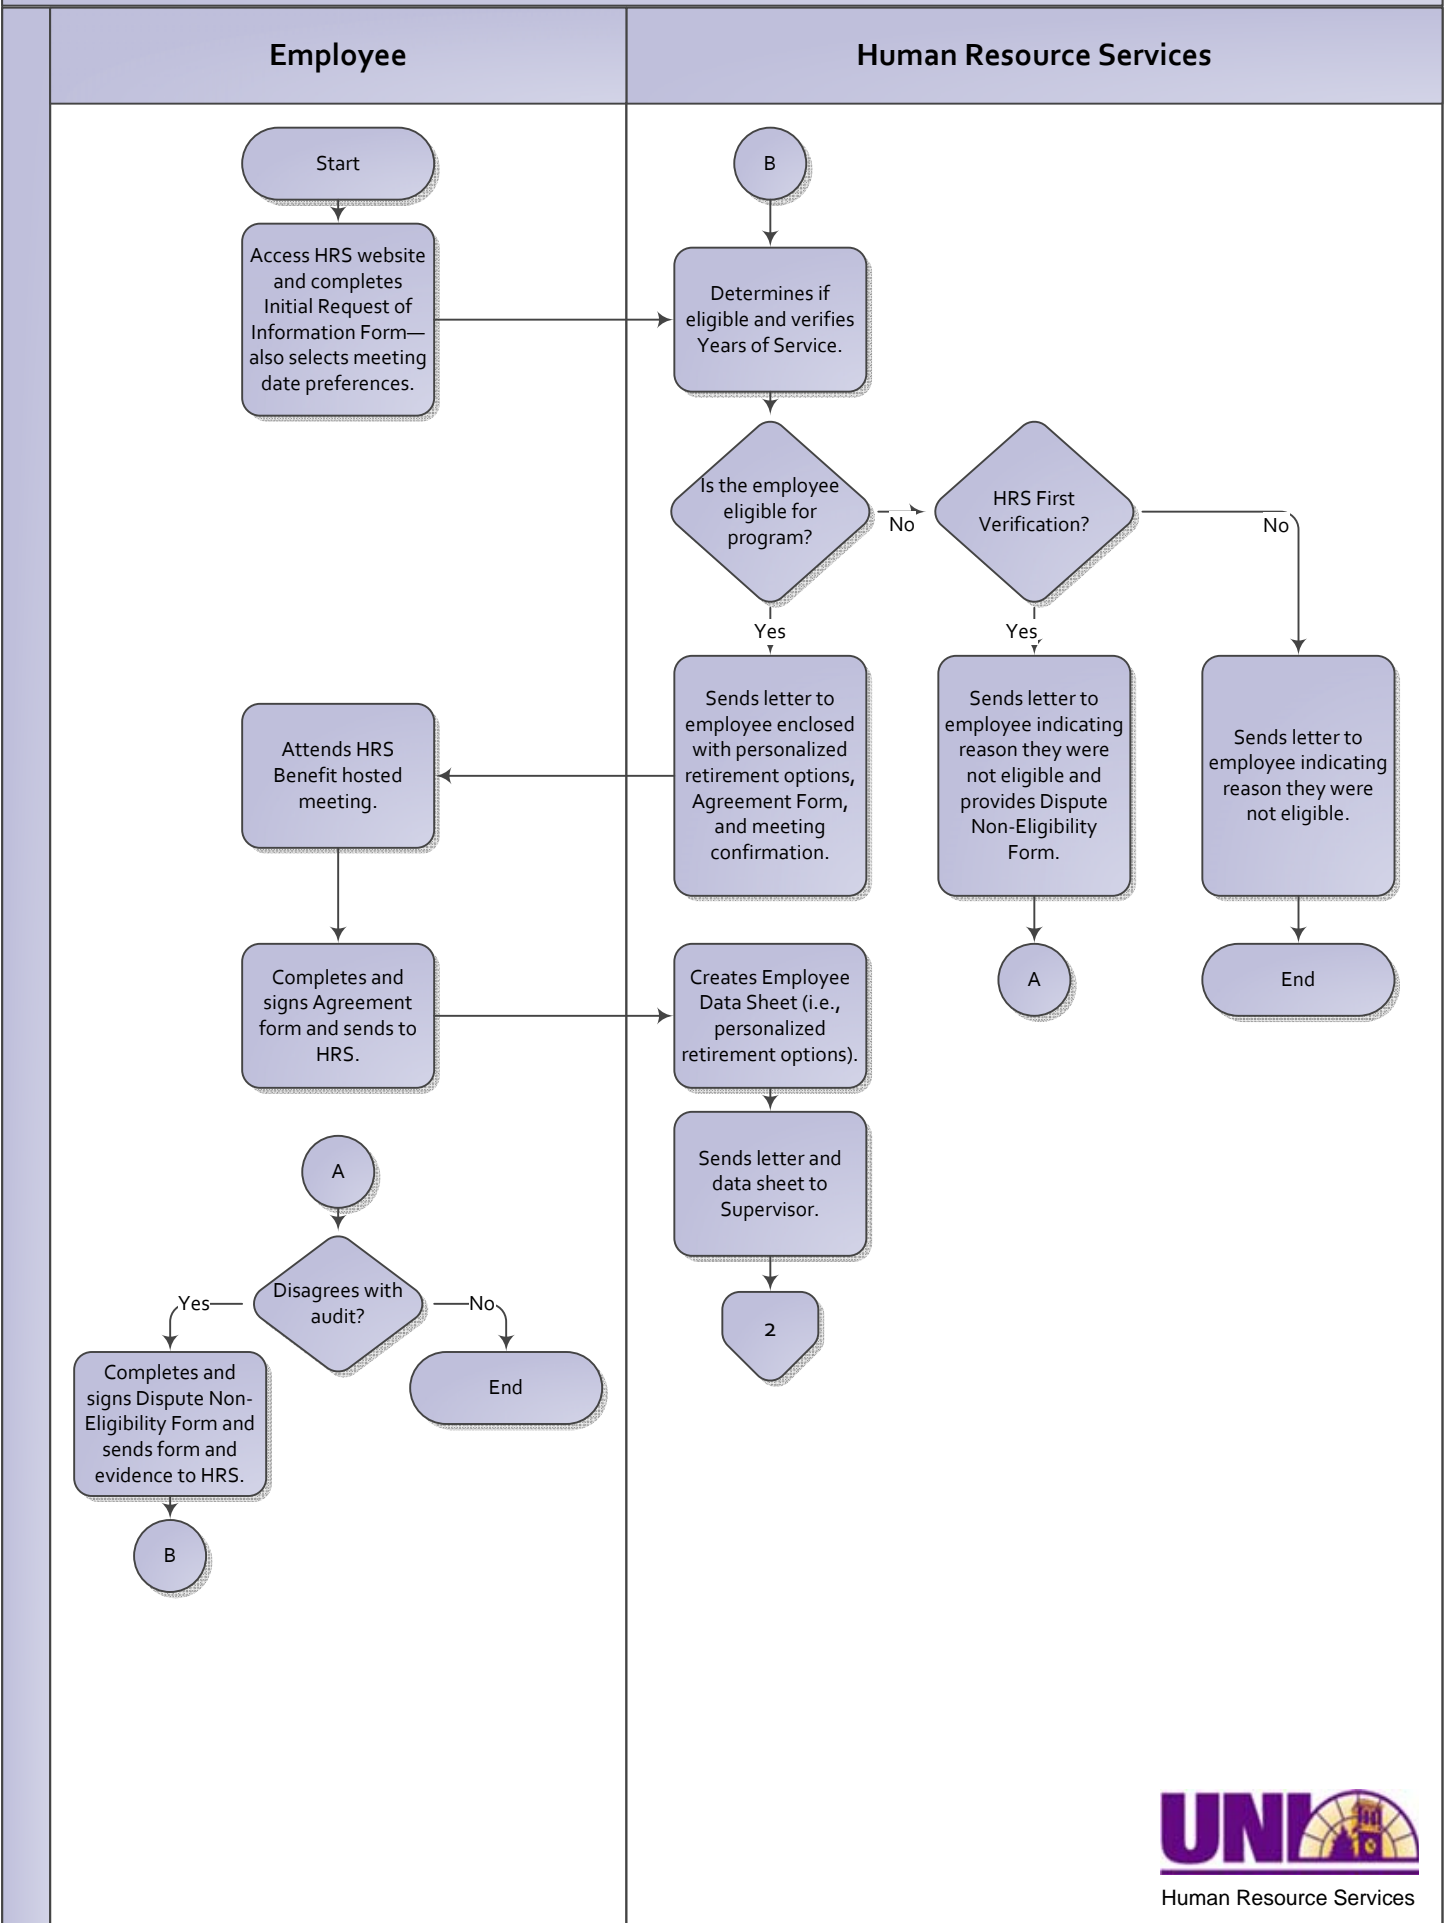 Employee
Human Resource Services
Start
Access HRS website
and completes
Initial Request of
Information Form—
also selects meeting
date preferences.
B
Determines if
eligible and verifies
Years of Service.
Is the employee
eligible for
program?
No
HRS First
Verification?
No
Yes
Yes
Sends letter to
employee enclosed
with personalized
retirement options,
Agreement Form,
and meeting
confirmation.
Sends letter to
employee indicating
reason they were
not eligible and
provides Dispute
Non-Eligibility
Form.
Sends letter to
employee indicating
reason they were
not eligible.
Attends HRS
Benefit hosted
meeting.
Completes and
signs Agreement
form and sends to
HRS.
Creates Employee
Data Sheet (i.e.,
personalized
retirement options).
A
End
Sends letter and
data sheet to
Supervisor.
2
A
Disagrees with
audit?
Yes
No
Completes and
signs Dispute Non-
Eligibility Form and
sends form and
evidence to HRS.
End
B
UNI
Human Resource Services